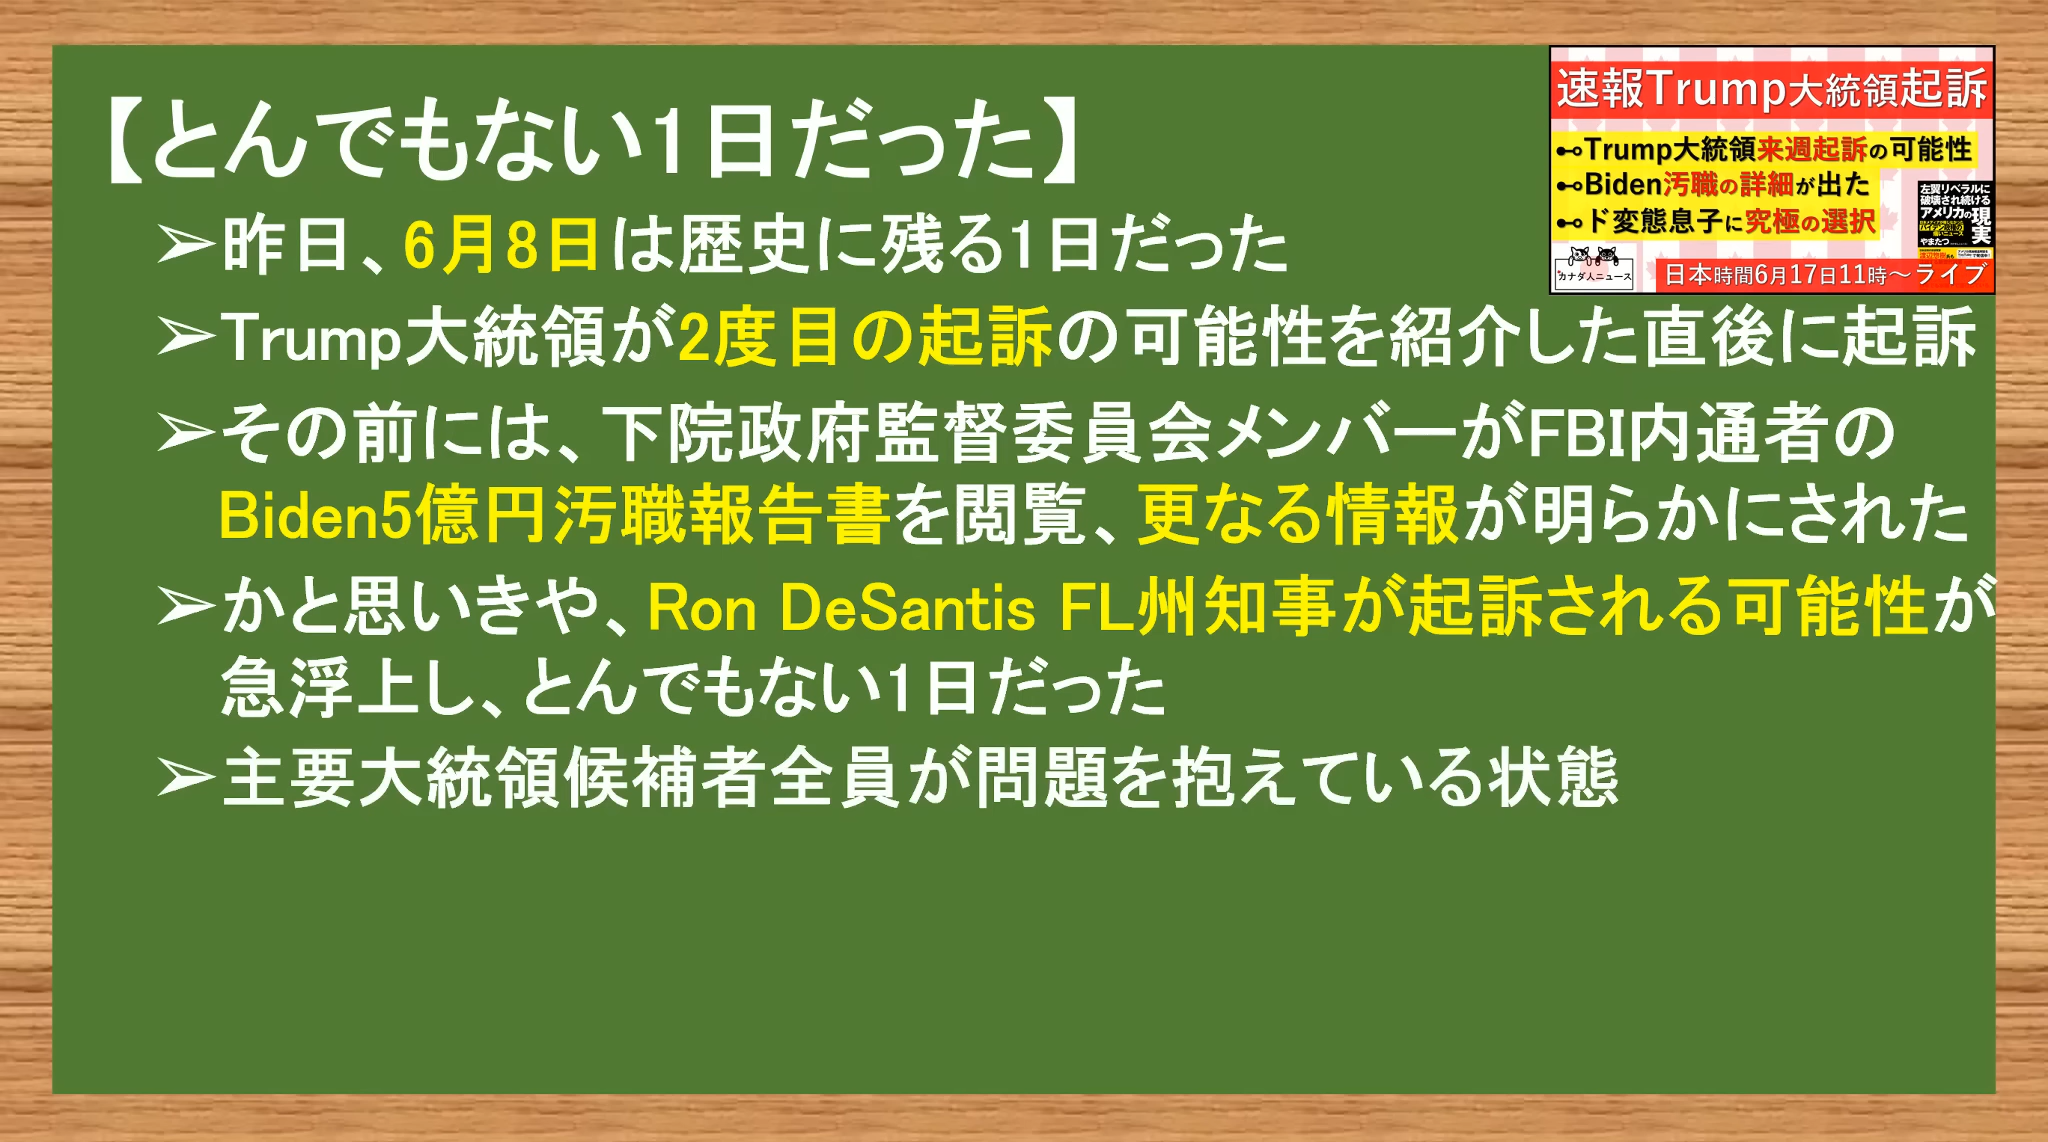 【とんでもない1日だった】
➢昨日、6月8日は歴史に残る1日だった
➢Trump大統領が2度目の起訴の可能性を紹介した直後に起訴
➢その前には、下院政府監督委員会メンバーがFBI内通者の
Biden5億円汚職報告書を閲覧、更なる情報が明らかにされた
➢かと思いきや、Ron DeSantis FL州知事が起訴される可能性が
急浮上し、とんでもない1日だった
➢主要大統領候補者全員が問題を抱えている状態
速報Trump大統領起訴
Trump大統領来週起訴の可能性
Biden汚職の詳細が出た
ド変態息子に究極の選択
左翼リベラルに
破壊され続ける
アメリカの現実
やまたつ
カナダ人ニュース
日本時間6月17日11時～ライブ